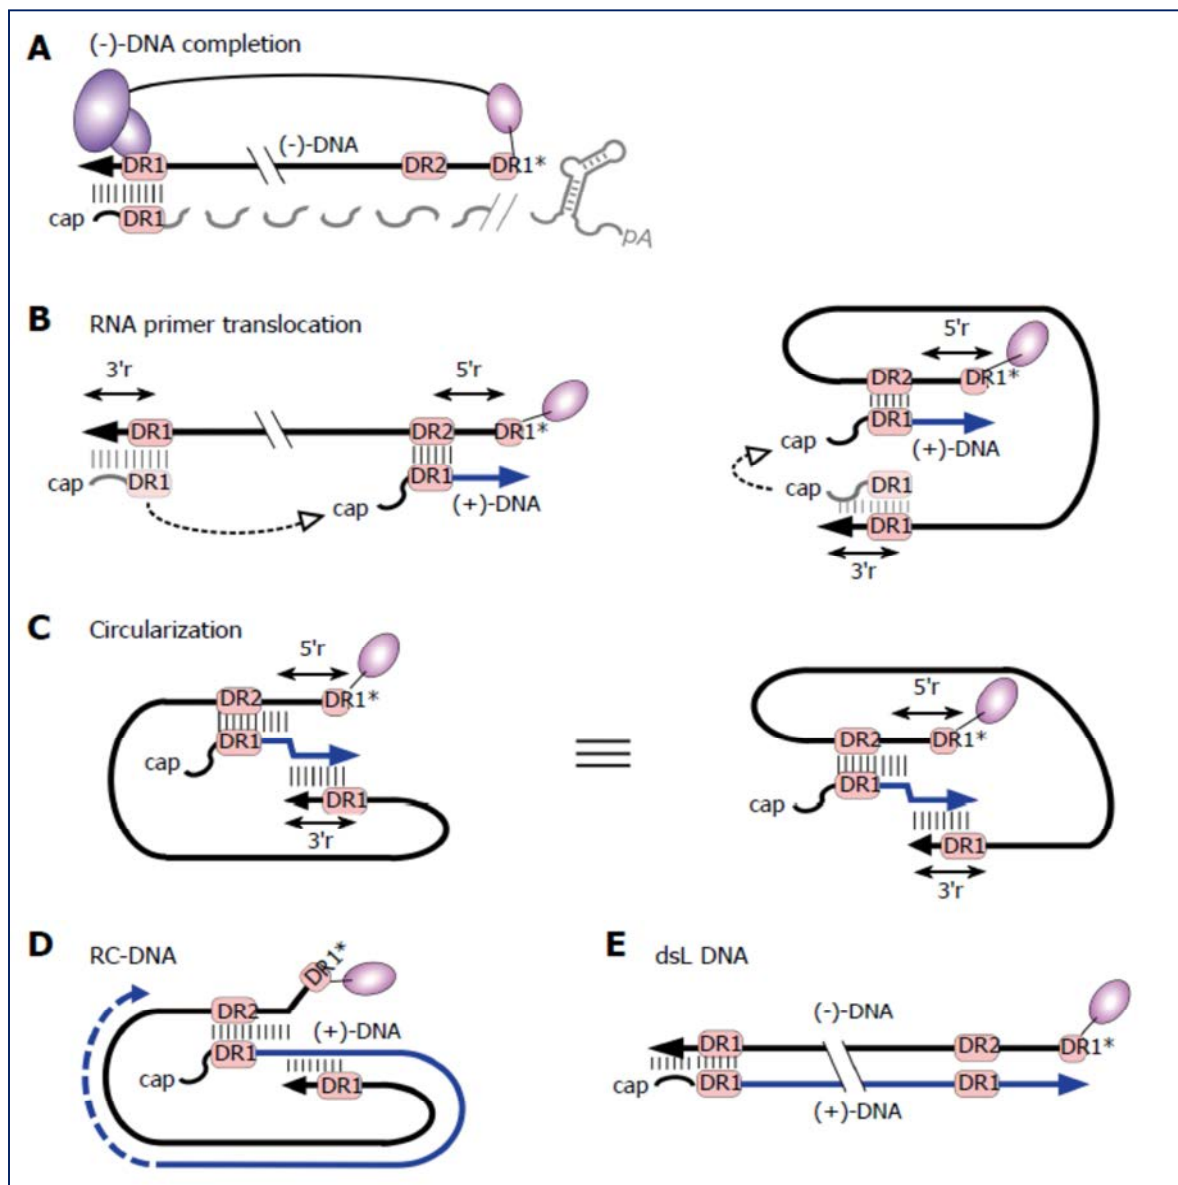 A (-)-DNA completion
(-)-DNA
DR1 DR2 DR1*
cap DR1
pA
B RNA primer translocation
3'r 5'r
DR1 DR2 DR1*
cap DR1 DR1
cap (+)-DNA
5'r
DR2 DR1*
DR1
cap (+)-DNA
cap DR1
DR1
3'r
C Circularization
5'r
DR2 DR1*
DR1
cap
DR1
3'r
5'r
DR2 DR1*
DR1
cap
DR1
3'r
D RC-DNA
DR1*
DR2
(+)-DNA
DR1
cap DR1
E dsL DNA
(-)-DNA
DR1 DR2 DR1*
cap DR1 DR1
(+)-DNA